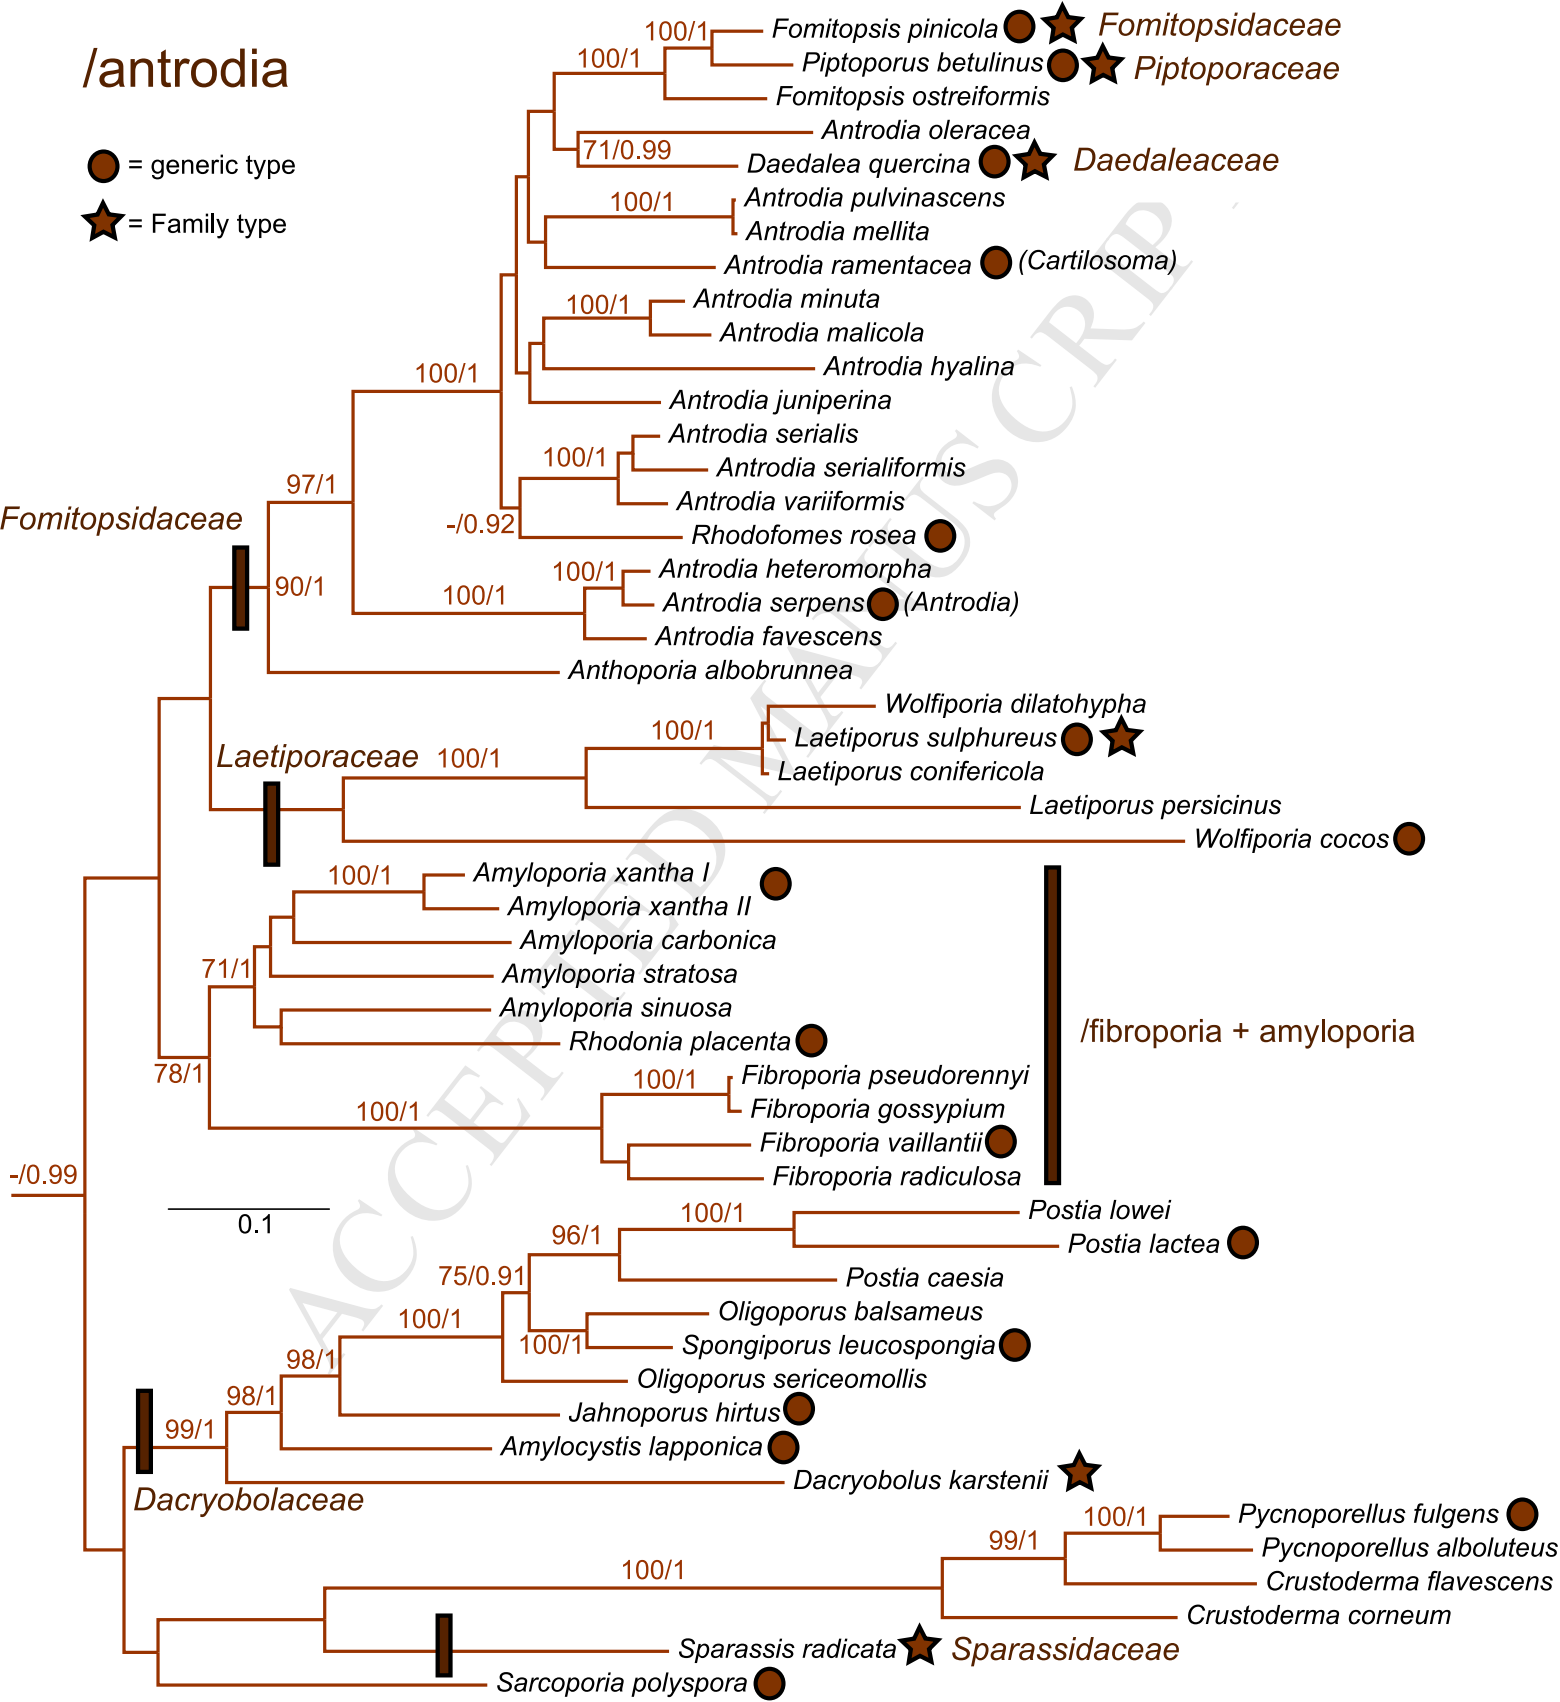 /antrodia
= generic type
= Family type
100/1
Fomitopsis pinicola
Fomitopsidaceae
100/1
Piptoporus betulinus
Piptoporaceae
Fomitopsis ostreiformis
Antrodia oleracea
71/0.99
Daedalea quercina
Daedaleaceae
Antrodia pulvinascens
100/1
Antrodia mellita
Antrodia ramentacea
(Cartilosoma)
Antrodia minuta
100/1
Antrodia malicola
Antrodia hyalina
100/1
Antrodia juniperina
Antrodia serialis
100/1
Antrodia serialiformis
97/1
Antrodia variiformis
Fomitopsidaceae
-/0.92
Rhodofomes rosea
100/1
Antrodia heteromorpha
90/1
100/1
Antrodia serpens
(Antrodia)
Antrodia favescens
Anthoporia albobrunnea
Wolfiporia dilatohypha
100/1
Laetiporus sulphureus
Laetiporaceae
100/1
Laetiporus conifericola
Laetiporus persicinus
Wolfiporia cocos
100/1
Amyloporia xantha I
Amyloporia xantha II
Amyloporia carbonica
71/1
Amyloporia stratosa
Amyloporia sinuosa
/fibroporia + amyloporia
Rhodonia placenta
78/1
100/1
Fibroporia pseudorennyi
100/1
Fibroporia gossypium
Fibroporia vaillantii
-/0.99
Fibroporia radiculosa
0.1
100/1
Postia lowei
96/1
Postia lactea
75/0.91
Postia caesia
100/1
Oligoporus balsameus
100/1
Spongiporus leucospongia
98/1
Oligoporus sericeomollis
98/1
Jahnoporus hirtus
99/1
Amylocystis lapponica
Dacryobolus karstenii
Dacryobolaceae
100/1
Pycnoporellus fulgens
99/1
Pycnoporellus alboluteus
100/1
Crustoderma flavescens
Crustoderma corneum
Sparassis radicata
Sparassidaceae
Sarcoporia polyspora
ACCEPTED MANUSCRIP